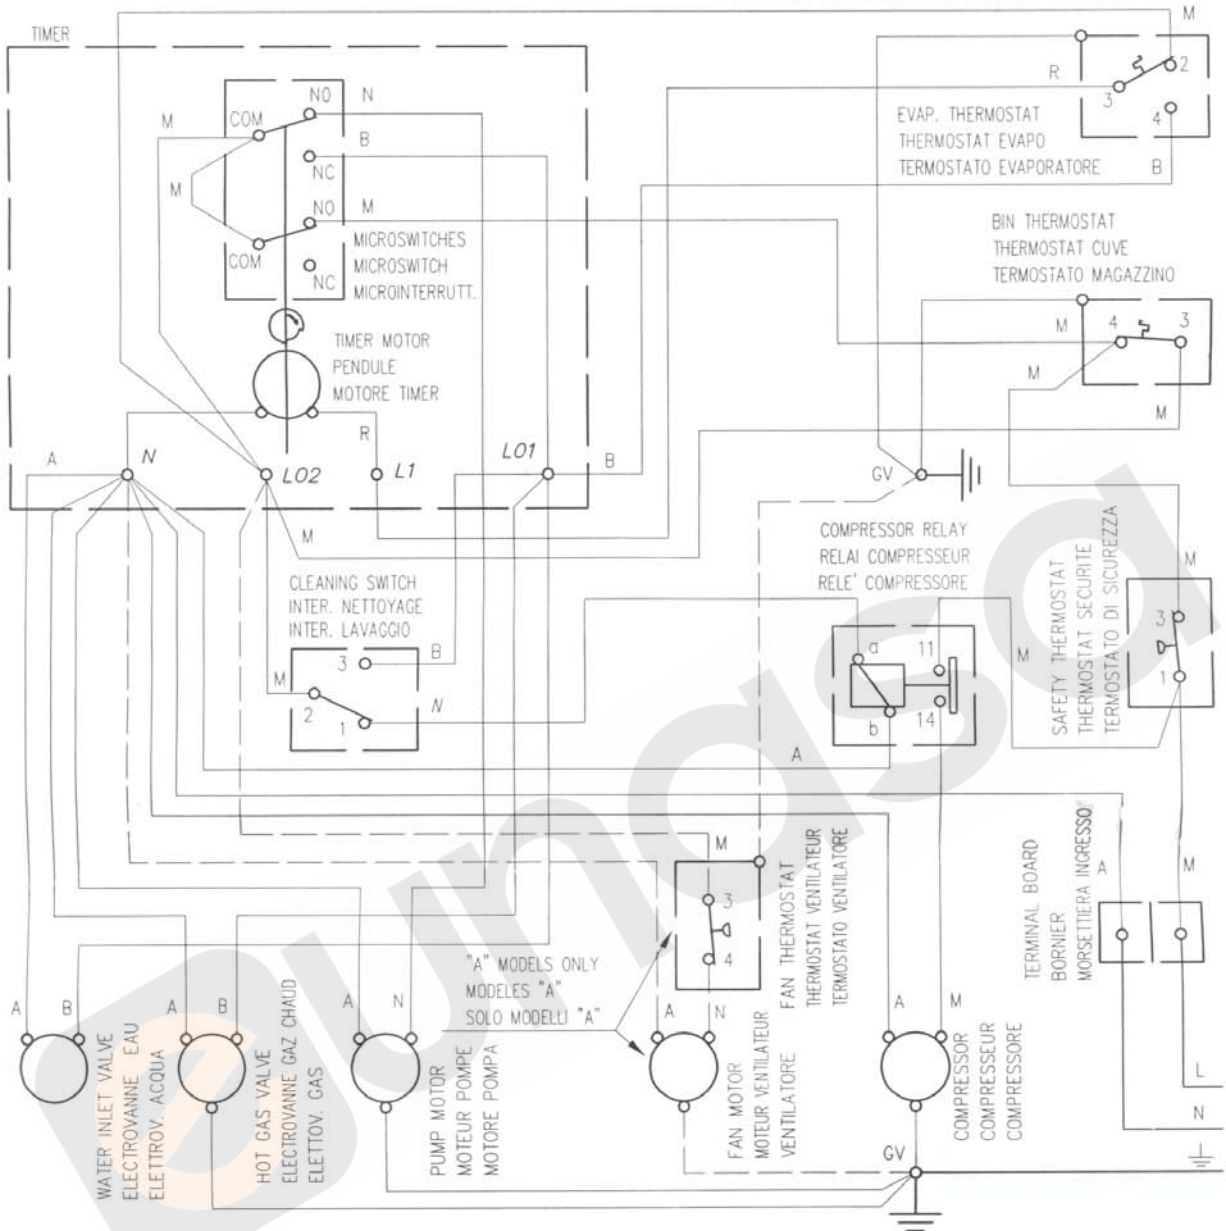 M
TIMER
NO
N
R
2
3
COM
M
B
4
EVAP. THERMOSTAT
THERMOSTAT EVAPO
TERMOSTATO EVAPORATORE
B
NC
M
NO
M
COM
MICROSWITCHES
MICROSWITCH
MICROINTERRUTT.
NC
BIN THERMOSTAT
THERMOSTAT CUVE
TERMOSTATO MAGAZZINO
M
4
3
M
M
TIMER MOTOR
PENDULE
MOTORE TIMER
R
A
N
LO2
L1
LO1
B
GV
M
COMPRESSOR RELAY
RELAI COMPRESSEUR
RELE' COMPRESSORE
CLEANING SWITCH
INTER. NETTOYAGE
INTER. LAVAGGIO
3
B
M
2
1
N
a
11
b
14
M
A
SAFETY THERMOSTAT
THERMOSTAT SECURITE
TERMOSTATO DI SICUREZZA
M
3
1
M
3
4
FAN THERMOSTAT
THERMOSTAT VENTILATEUR
TERMOSTATO VENTILATORE
TERMINAL BOARD
BORNIER
MORSETTIERA INGRESSO
A
M
"A" MODELS ONLY
MODELES "A"
SOLO MODELLI "A"
A
B
A
B
A
N
A
N
A
M
WATER INLET VALVE
ELECTROVANNE EAU
ELETTROV. ACQUA
HOT GAS VALVE
ELECTROVANNE GAZ CHAUD
ELETTOV. GAS
PUMP MOTOR
MOTEUR POMPE
MOTORE POMPA
FAN MOTOR
MOTEUR VENTILATEUR
VENTILATORE
COMPRESSOR
COMPRESSEUR
COMPRESSORE
L
N
GV
eunasa